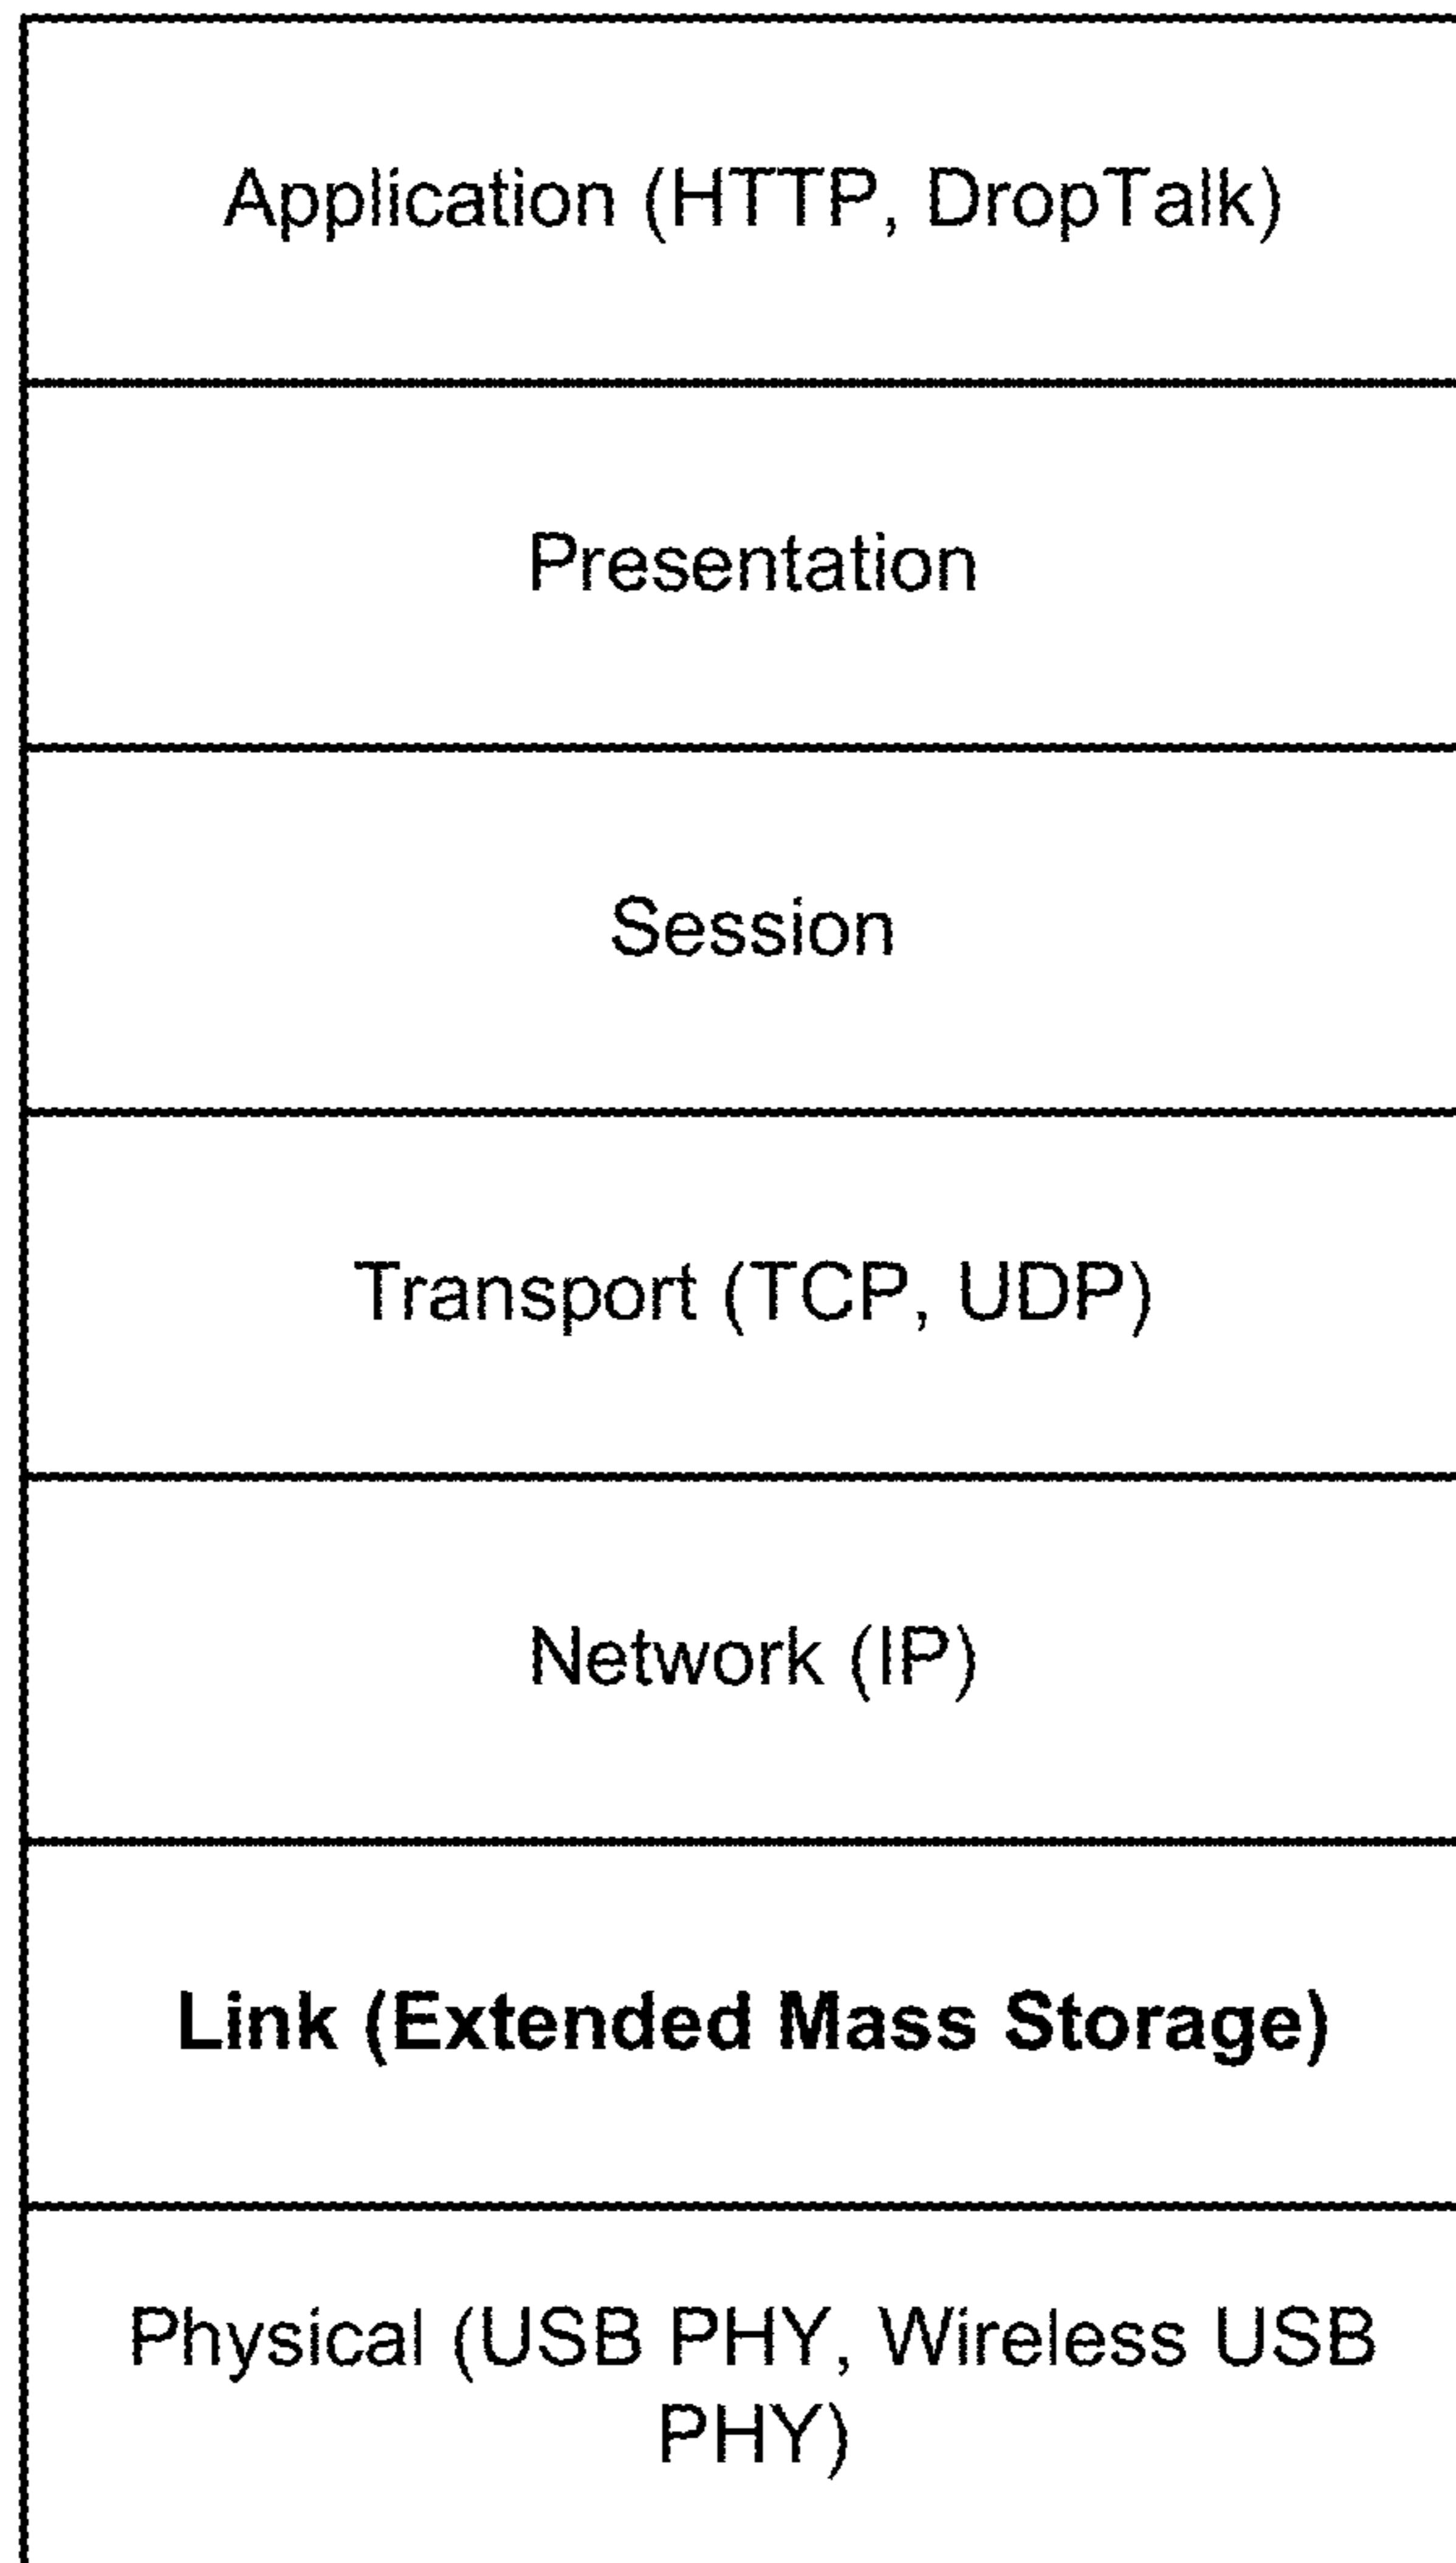 Application (HTTP, DropTalk)
Presentation
Session
Transport (TCP, UDP)
Network (IP)
Link (Extended Mass Storage)
Physical (USB PHY, Wireless USB
PHY)